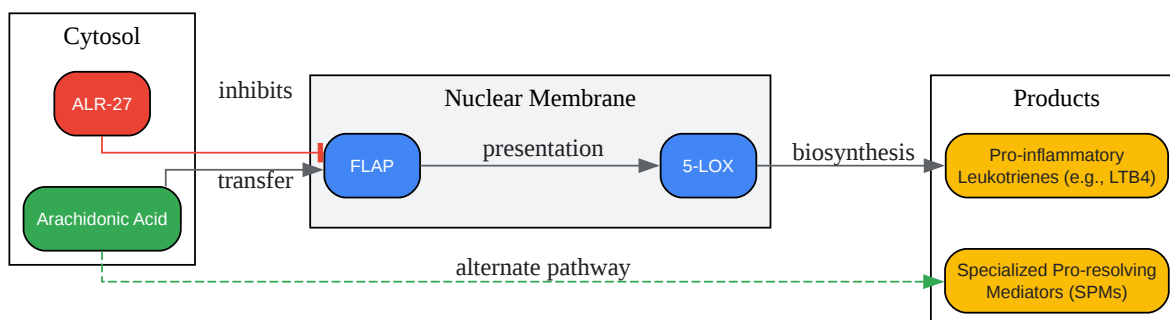 Cytosol
ALR-27
Arachidonic Acid
inhibits
transfer
Nuclear Membrane
FLAP
presentation
5-LOX
biosynthesis
alternate pathway
Products
Pro-inflammatory
Leukotrienes (e.g., LTB4)
Specialized Pro-resolving
Mediators (SPMs)